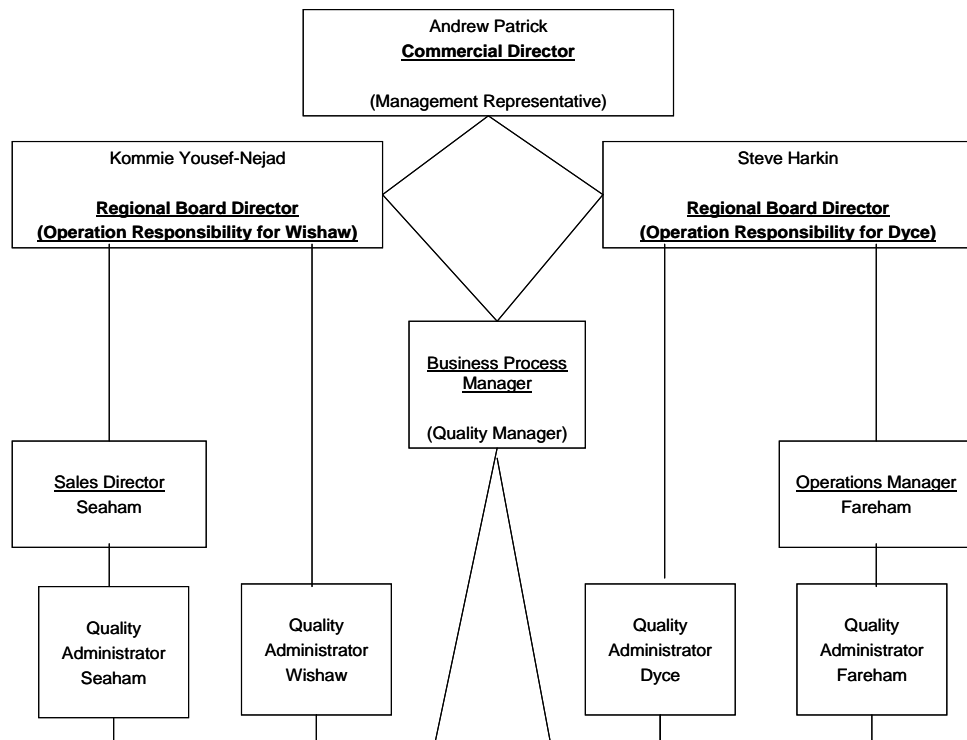 Andrew Patrick
Commercial Director
(Management Representative)
Kommie Yousef-Nejad
Regional Board Director
(Operation Responsibility for Wishaw)
Steve Harkin
Regional Board Director
(Operation Responsibility for Dyce)
Business Process
Manager
(Quality Manager)
Sales Director
Seaham
Operations Manager
Fareham
Quality
Administrator
Seaham
Quality
Administrator
Wishaw
Quality
Administrator
Dyce
Quality
Administrator
Fareham